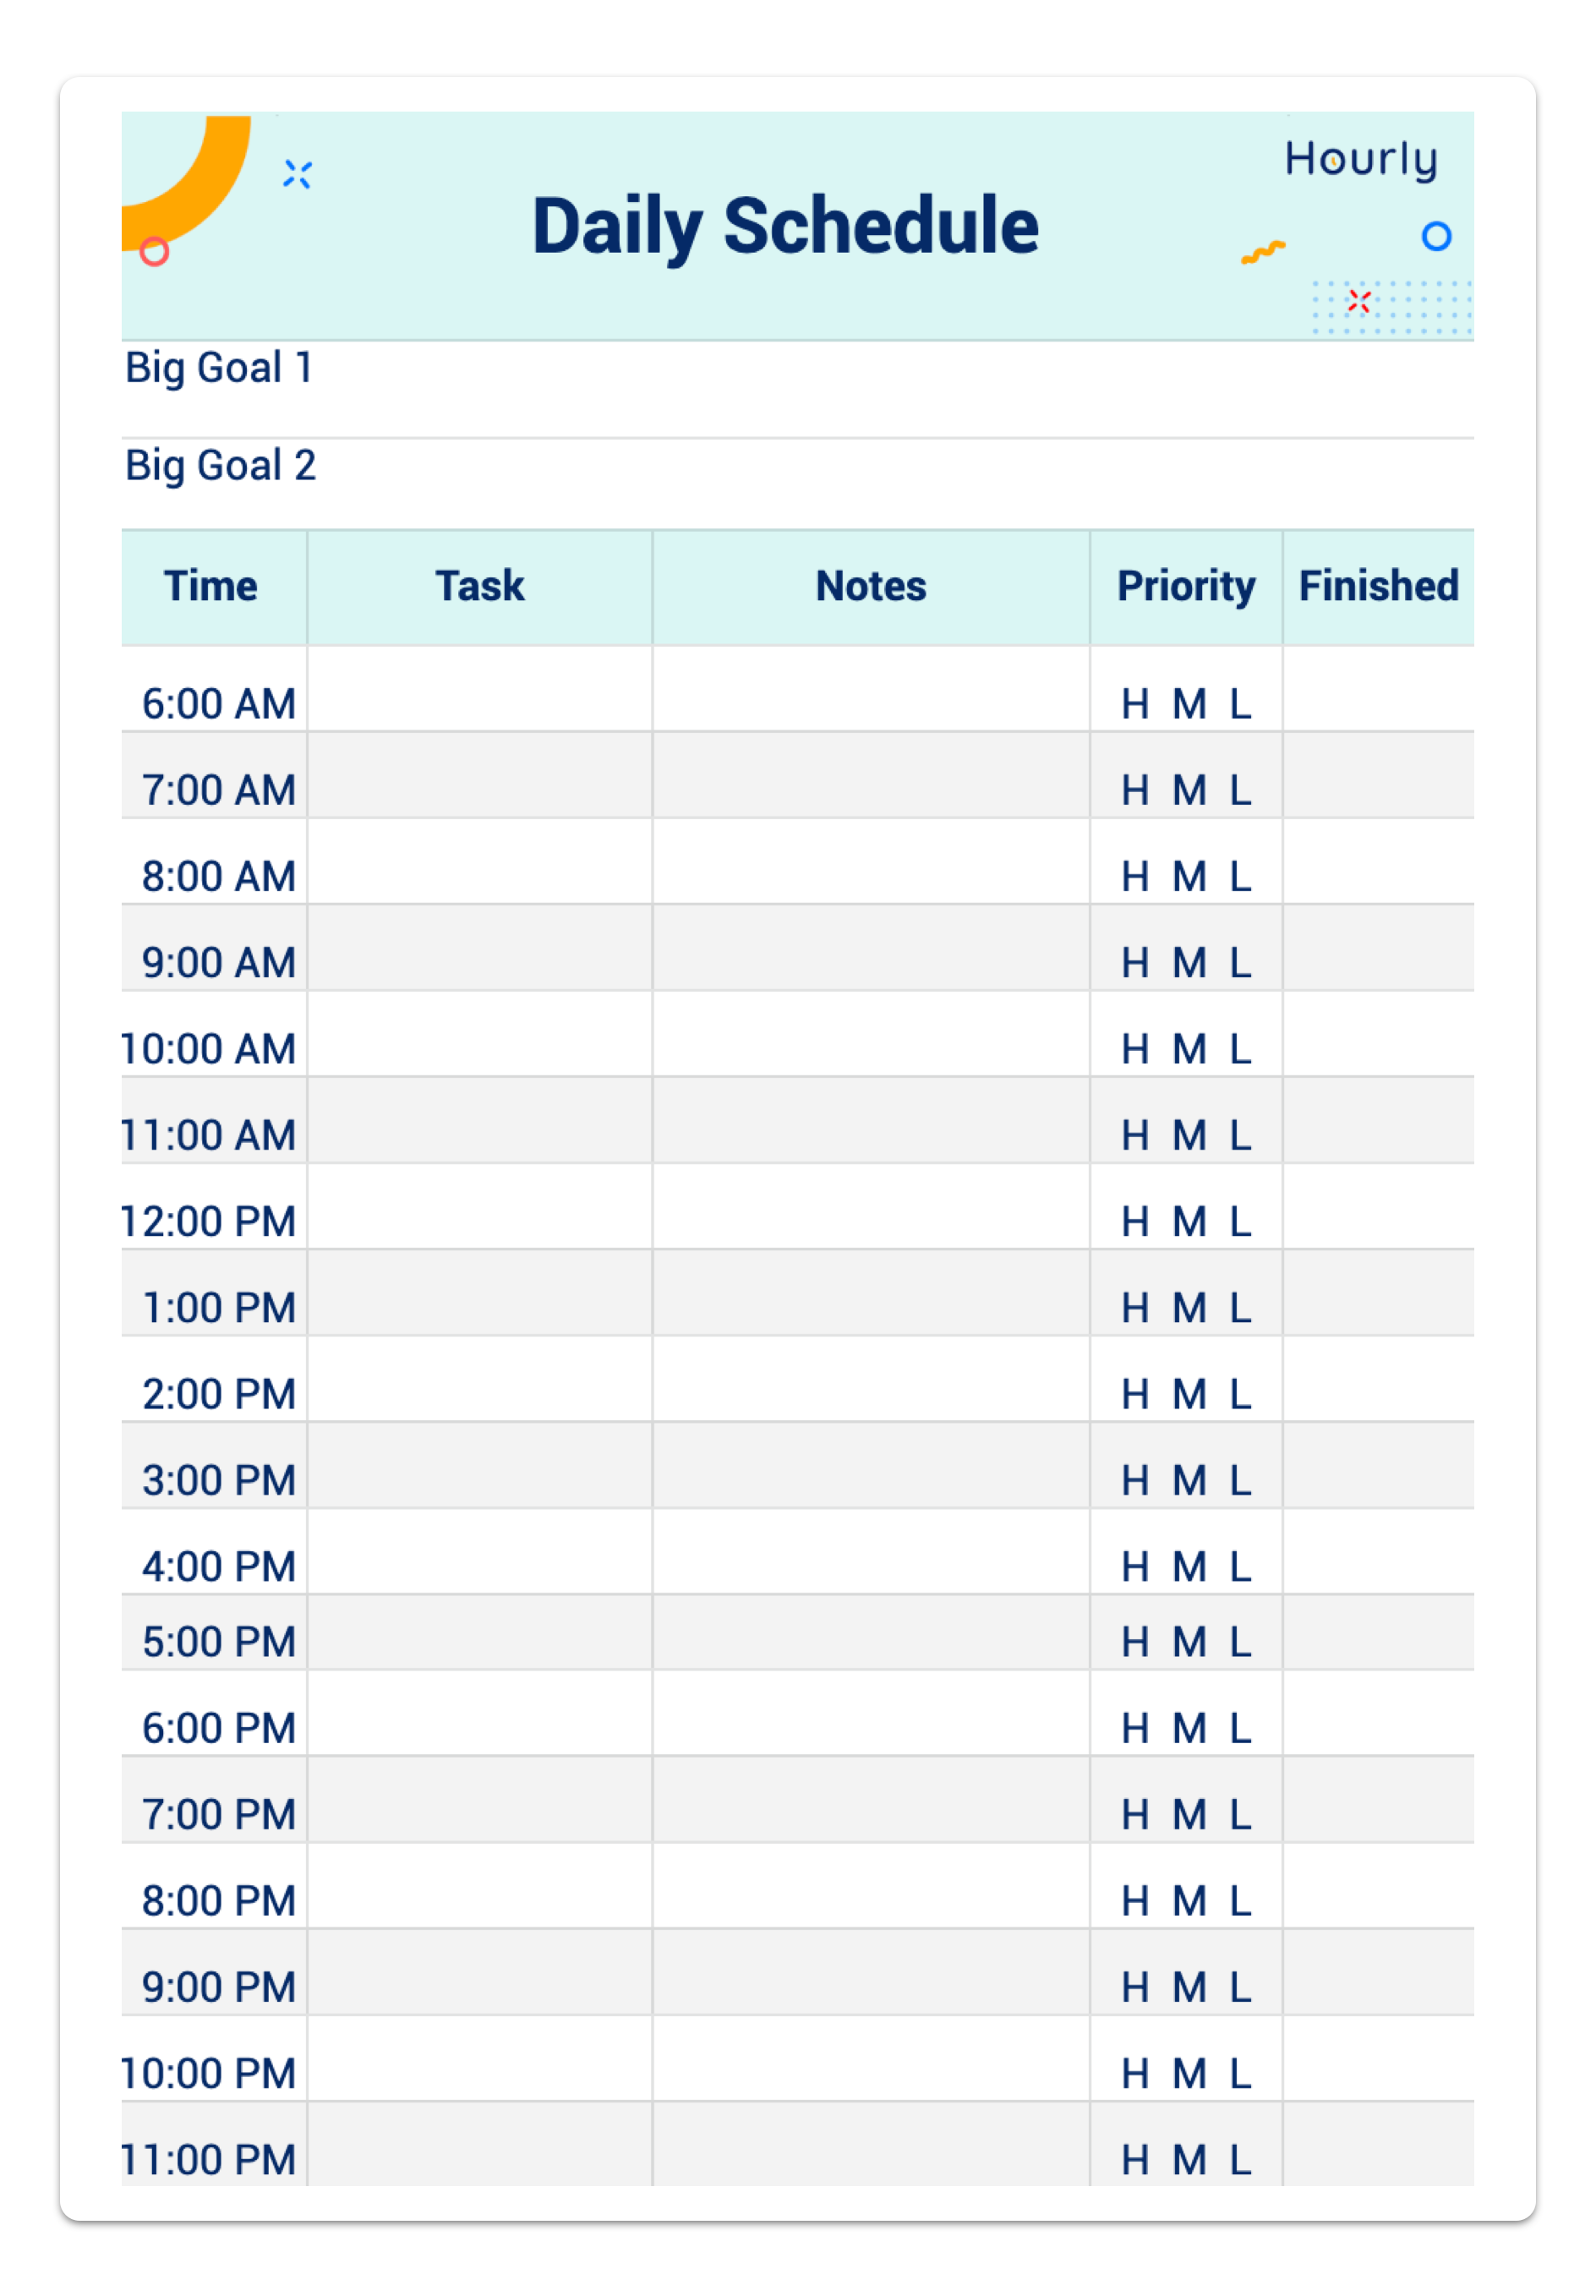 Hourly
Daily Schedule
Big Goal 1
Big Goal 2
Time Task Notes Priority Finished
6:00 AM H M L
7:00 AM H M L
8:00 AM H M L
9:00 AM H M L
10:00 AM H M L
11:00 AM H M L
12:00 PM H M L
1:00 PM H M L
2:00 PM H M L
3:00 PM H M L
4:00 PM H M L
5:00 PM H M L
6:00 PM H M L
7:00 PM H M L
8:00 PM H M L
9:00 PM H M L
10:00 PM H M L
11:00 PM H M L